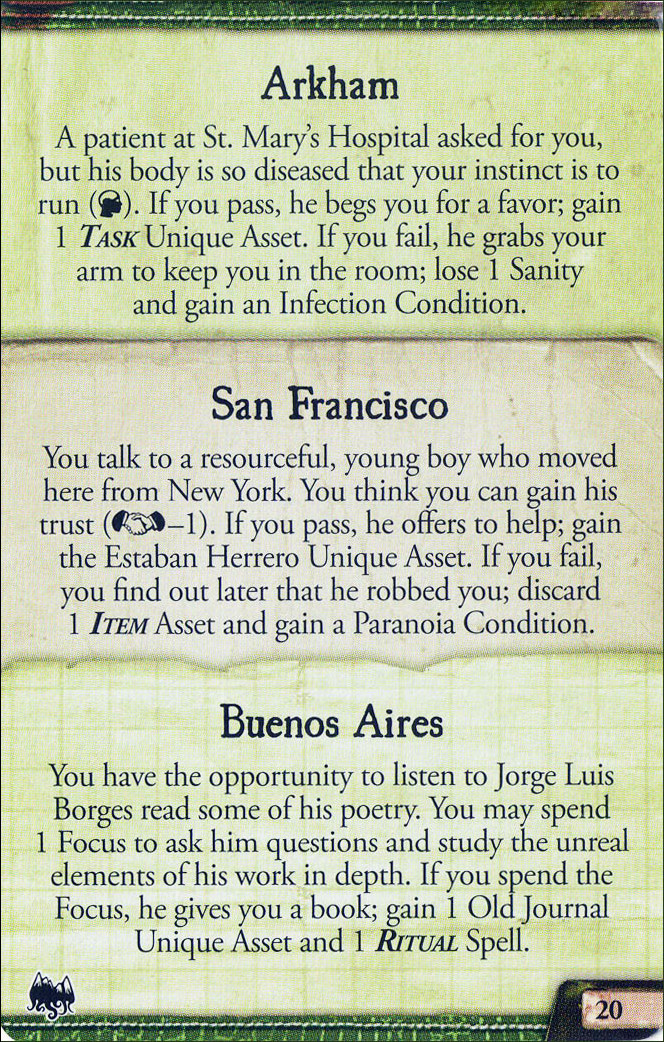 Arkham
A patient at St. Mary's Hospital asked for you,
but his body is so diseased that your instinct is to
run (). If you pass, he begs you for a favor; gain
1 TASK Unique Asset. If you fail, he grabs your
arm to keep you in the room; lose 1 Sanity
and gain an Infection Condition.
San Francisco
You talk to a resourceful, young boy who moved
here from New York. You think you can gain his
trust (–1). If you pass, he offers to help; gain
the Estaban Herrero Unique Asset. If you fail,
you find out later that he robbed you; discard
1 ITEM Asset and gain a Paranoia Condition.
Buenos Aires
You have the opportunity to listen to Jorge Luis
Borges read some of his poetry. You may spend
1 Focus to ask him questions and study the unreal
elements of his work in depth. If you spend the
Focus, he gives you a book; gain 1 Old Journal
Unique Asset and 1 RITUAL Spell.
20